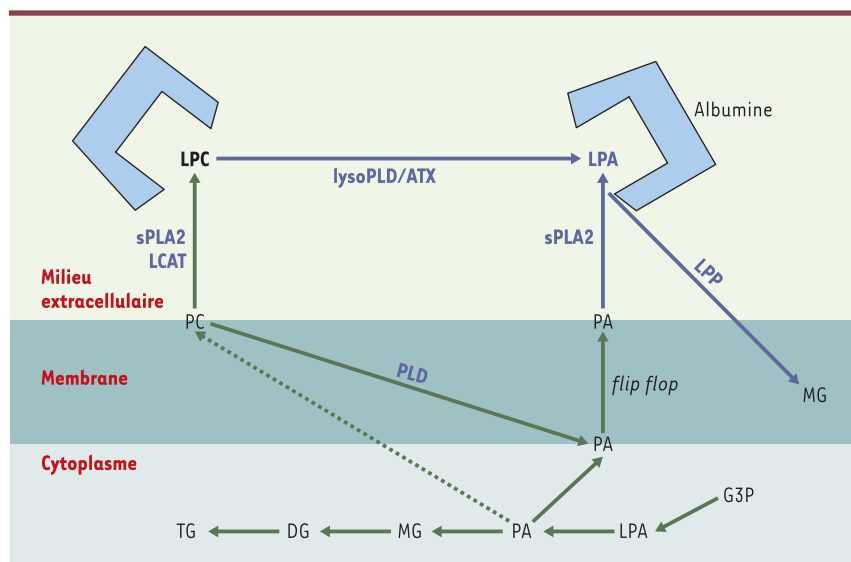 Albumine
LPC
LPA
lysoPLD/ATX
sPLA2
LCAT
sPLA2
LPP
Milieu
extracellulaire
PC
PA
Membrane
PLD
flip flop
MG
PA
Cytoplasme
G3P
TG
DG
MG
PA
LPA